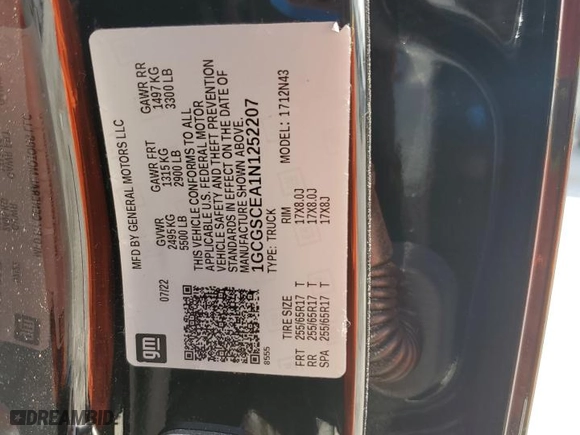 MFD BY GENERAL MOTORS LLC
07/22
GVWR
2495 KG
5500 LB
GAWR FRT
1315 KG
2900 LB
GAWR RR
1497 KG
3300 LB
THIS VEHICLE CONFORMS TO ALL
APPLICABLE U.S. FEDERAL MOTOR
VEHICLE SAFETY AND THEFT PREVENTION
STANDARDS IN EFFECT ON THE DATE OF
MANUFACTURE SHOWN ABOVE.
1GCGSCEA1N1252207
TYPE: TRUCK
MODEL: 1712N43
gm
8555
TIRE SIZE
RIM
FRT 255/65R17 T 17X8.0J
RR 255/65R17 T 17X8.0J
SPA 255/65R17 T 17X8J
gm
DREAMBID